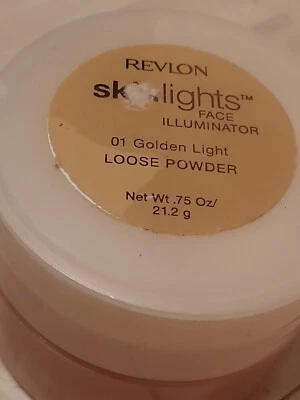 REVLON
sk lights™
FACE
ILLUMINATOR
01 Golden Light
LOOSE POWDER
Net Wt .75 Oz/
21.2 g